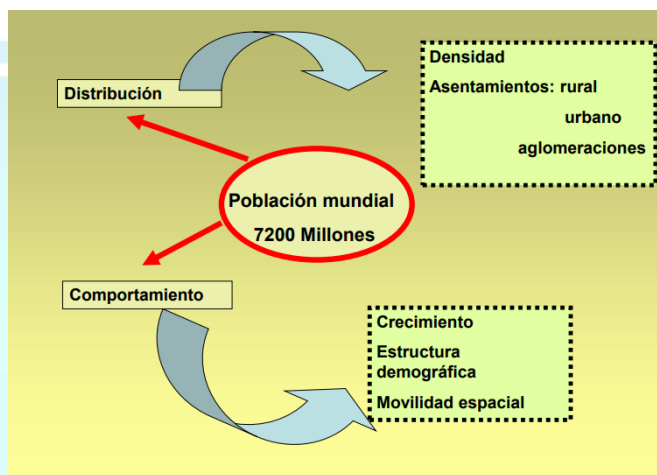 Distribución
Densidad
Asentamientos: rural
urbano
aglomeraciones
Población mundial
7200 Millones
Comportamiento
Crecimiento
Estructura
demográfica
Movilidad espacial